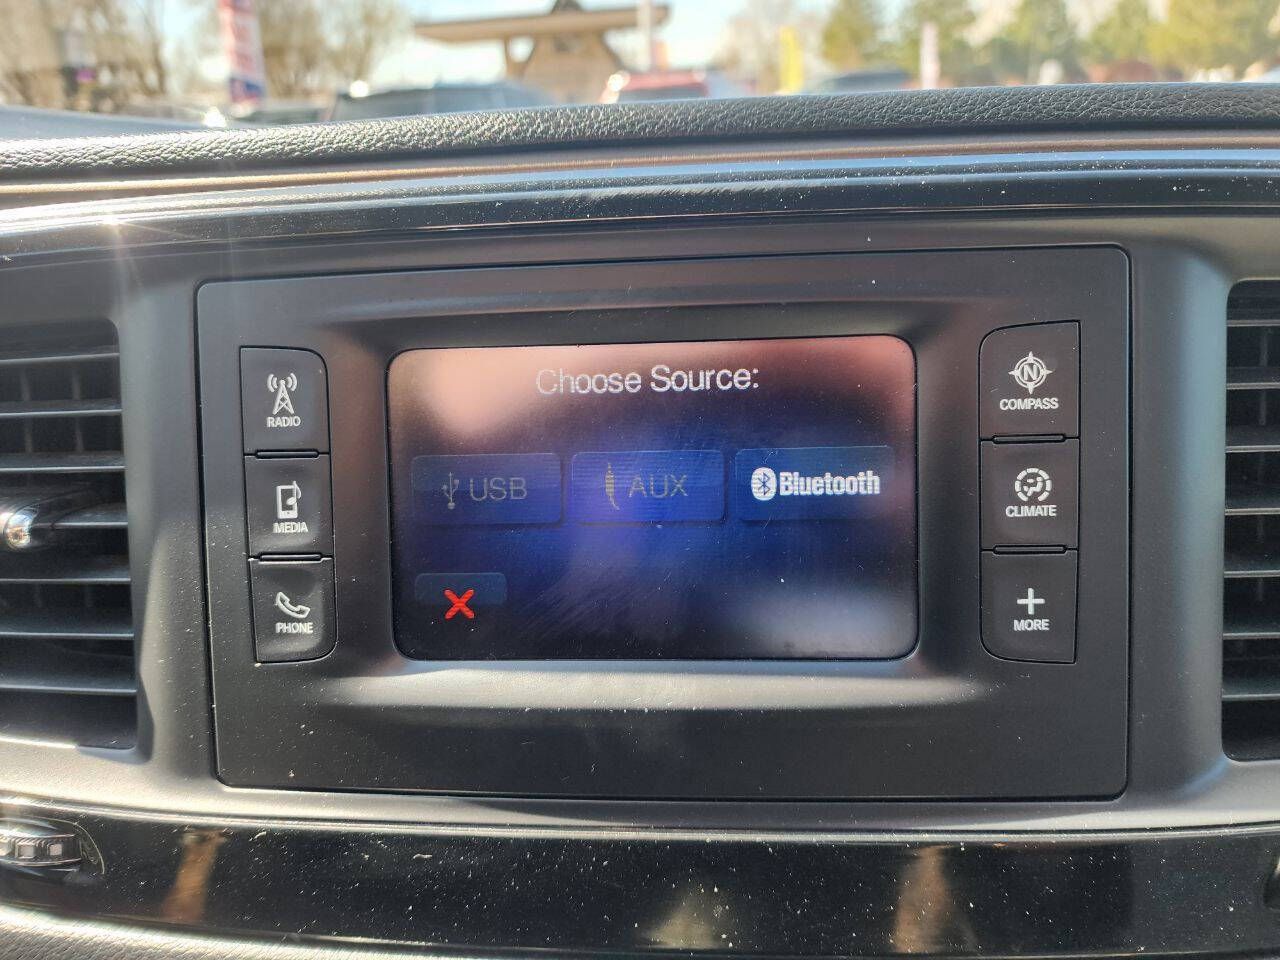 Choose Source:
USB
AUX
Bluetooth
RADIO
MEDIA
PHONE
N
COMPASS
CLIMATE
MORE